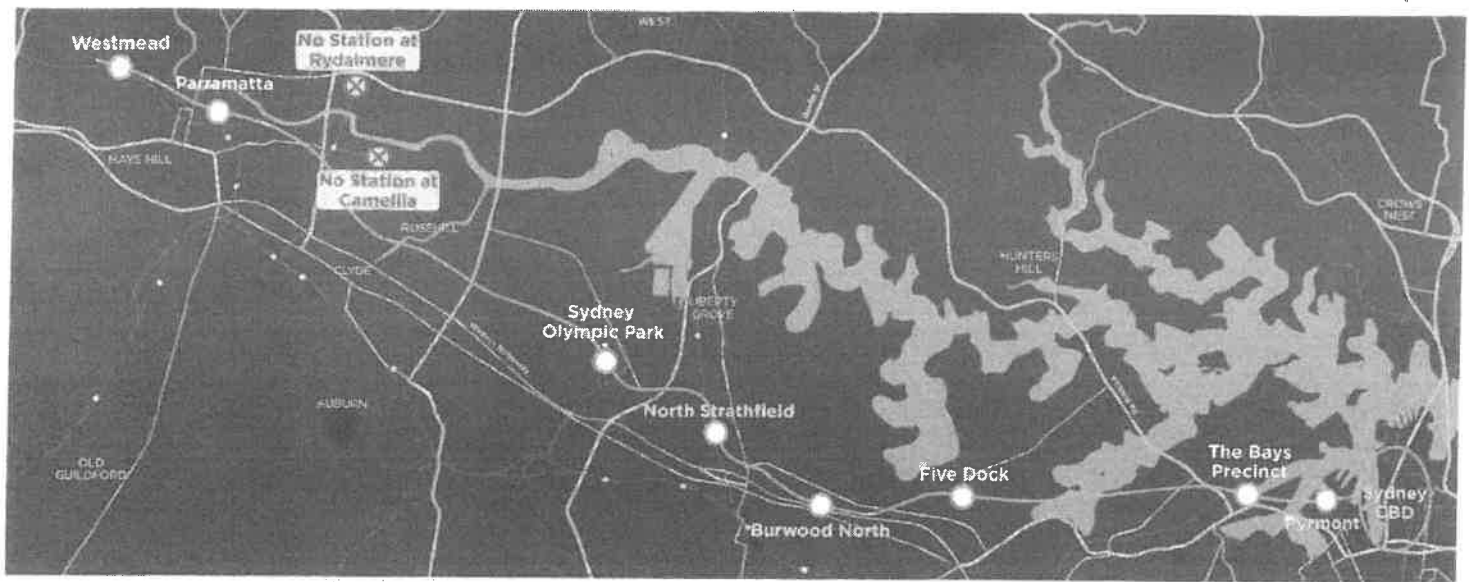 WEST
Westmead
No Station at
Rydalmere
Parramatta
MAYS HILL
No Station at
Camellia
ROSEHILL
CROWS
NEST
HUNTERS
HILL
CLYDE
LIBERTY
GROVE
Sydney
Olympic Park
AUBURN
North Strathfield
OLD
GUILDFORD
Five Dock
The Bays
Precinct
Burwood North
Pyrmont
Sydney
CBD